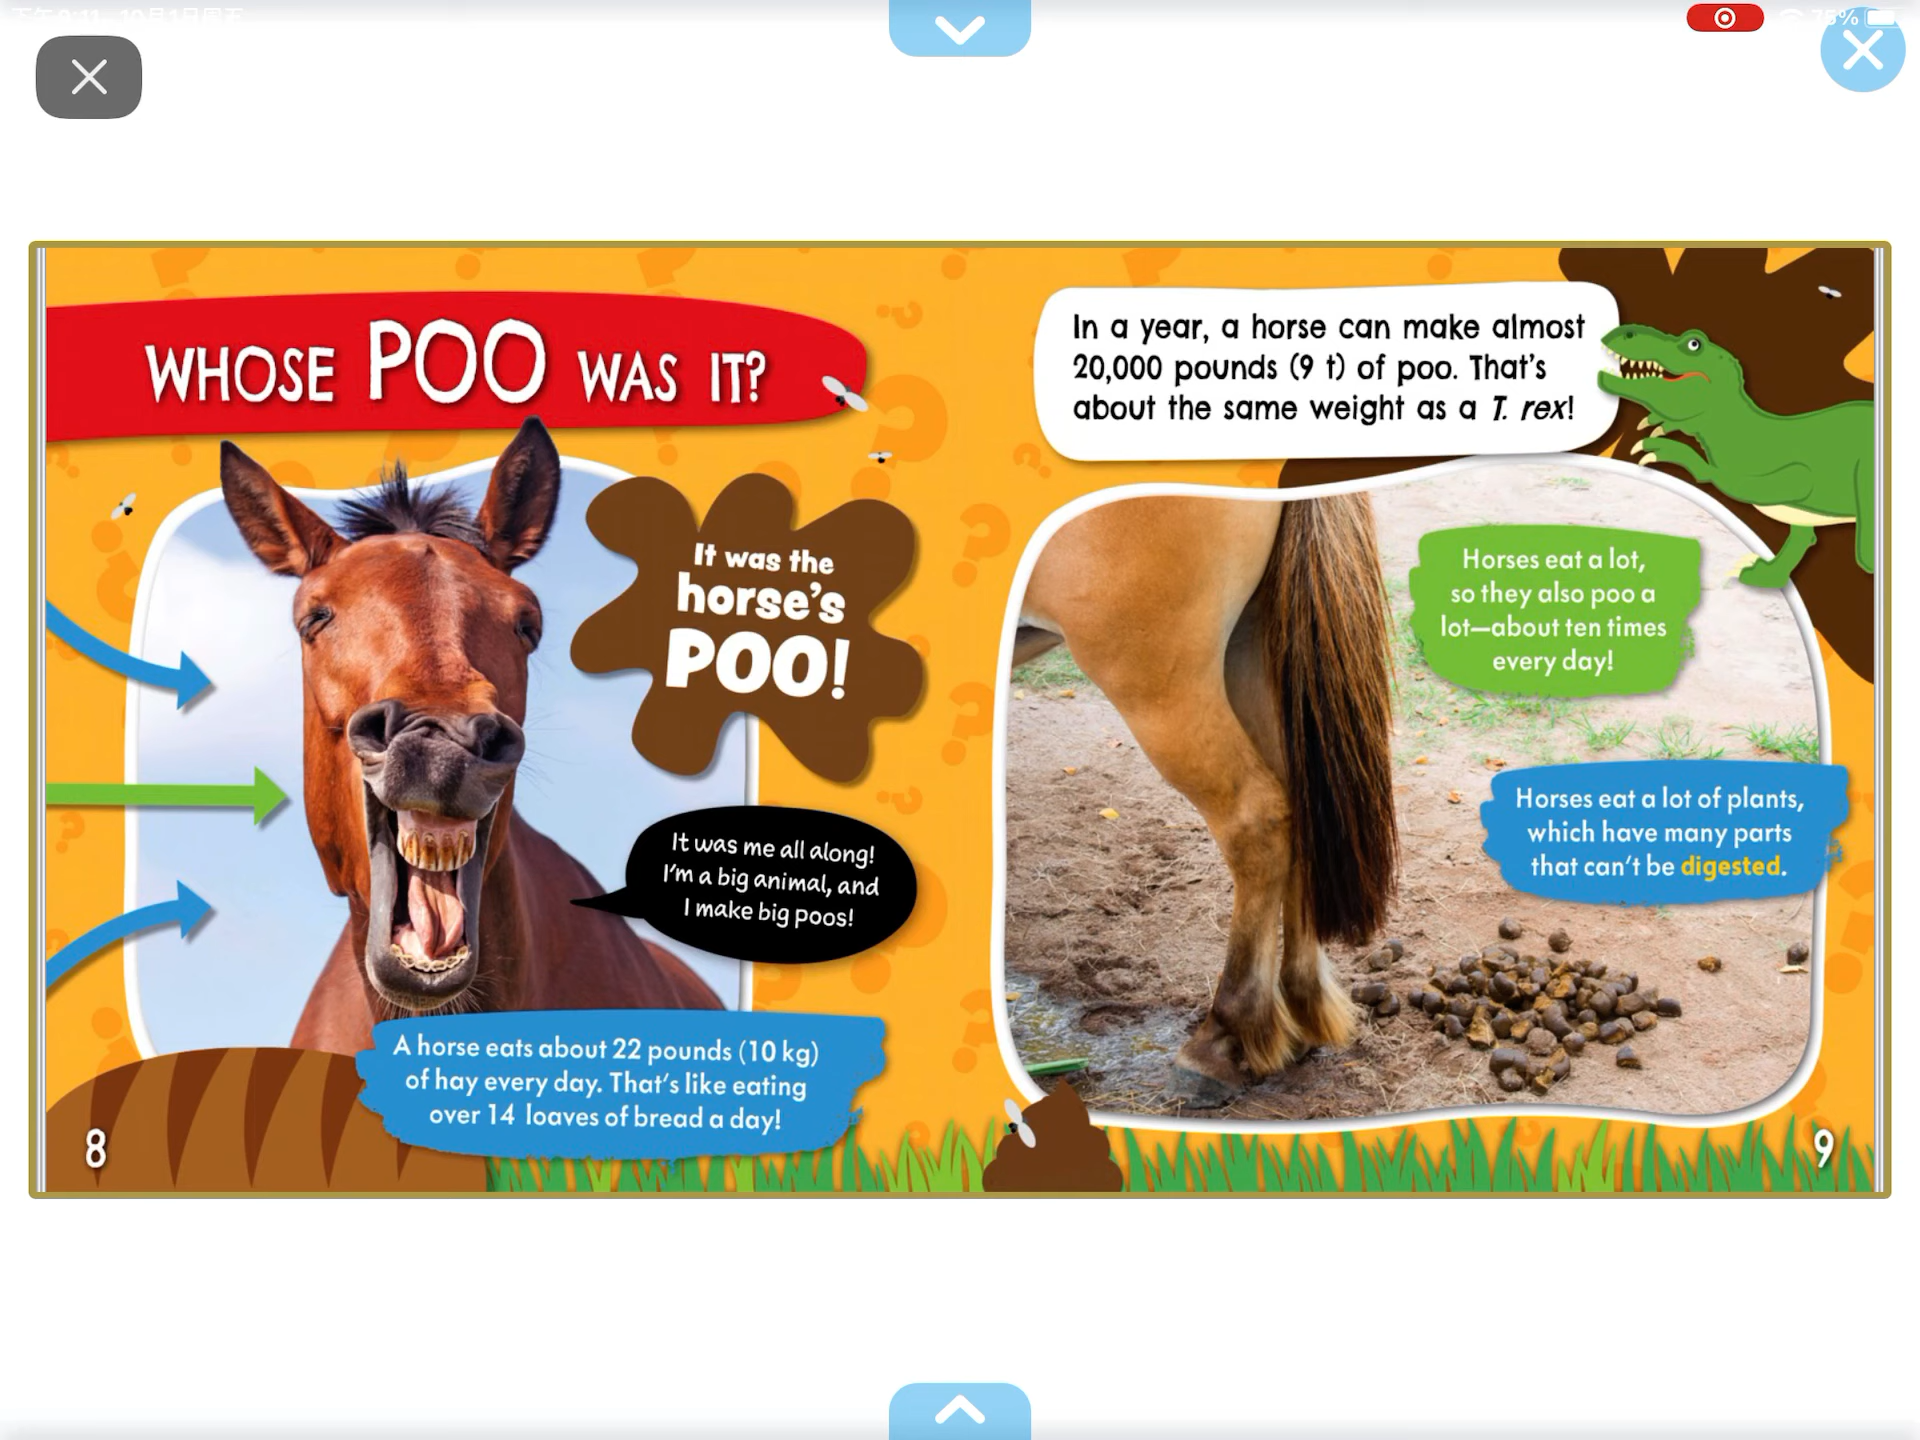 75%
WHOSE POO WAS IT?
It was the
horse's
POO!
It was me all along!
I'm a big animal, and
I make big poos!
A horse eats about 22 pounds (10 kg)
of hay every day. That's like eating
over 14 loaves of bread a day!
8
In a year, a horse can make almost
20,000 pounds (9 t) of poo. That's
about the same weight as a T. rex!
Horses eat a lot,
so they also poo a
lot—about ten times
every day!
Horses eat a lot of plants,
which have many parts
that can't be digested.
9